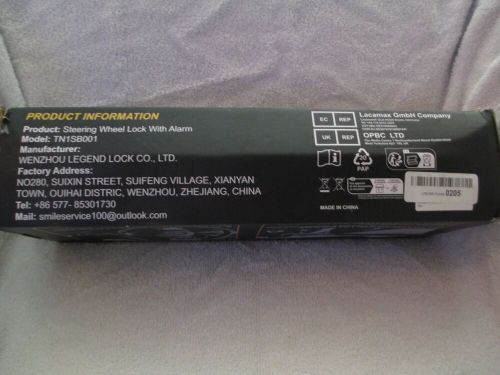 PRODUCT INFORMATION
Product: Steering Wheel Lock With Alarm
Model: TN1SB001
Manufacturer:
WENZHOU LEGEND LOCK CO., LTD.
Factory Address:
NO280, SUIXIN STREET, SUIFENG VILLAGE, XIANYAN
TOWN, OUIHAI DISTRIC, WENZHOU, ZHEJIANG, CHINA
Tel: +86 577- 85301730
Mail: smileservice100@outlook.com
EC REP
Lacamax GmbH Company
UK REP
OPBC LTD
20
PAP
MADE IN CHINA
0205